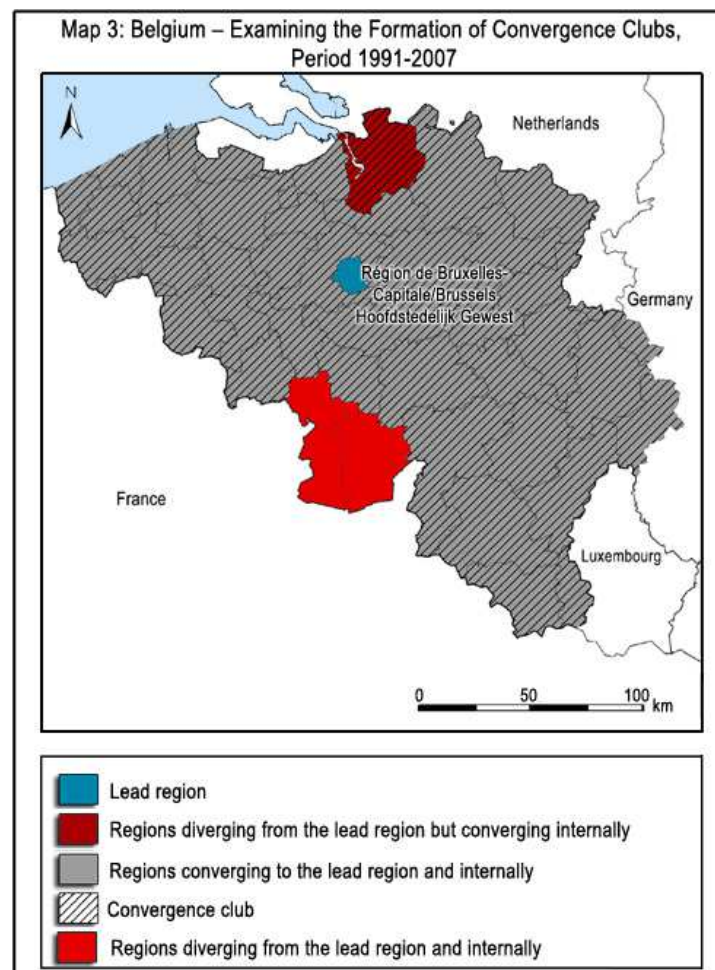 Map 3: Belgium – Examining the Formation of Convergence Clubs,
Period 1991-2007
N
Netherlands
Région de Bruxelles-
Capitale/Brussels
Hoofdstedelijk Gewest
Germany
France
Luxembourg
0 50 100
km
Lead region
Regions diverging from the lead region but converging internally
Regions converging to the lead region and internally
Convergence club
Regions diverging from the lead region and internally